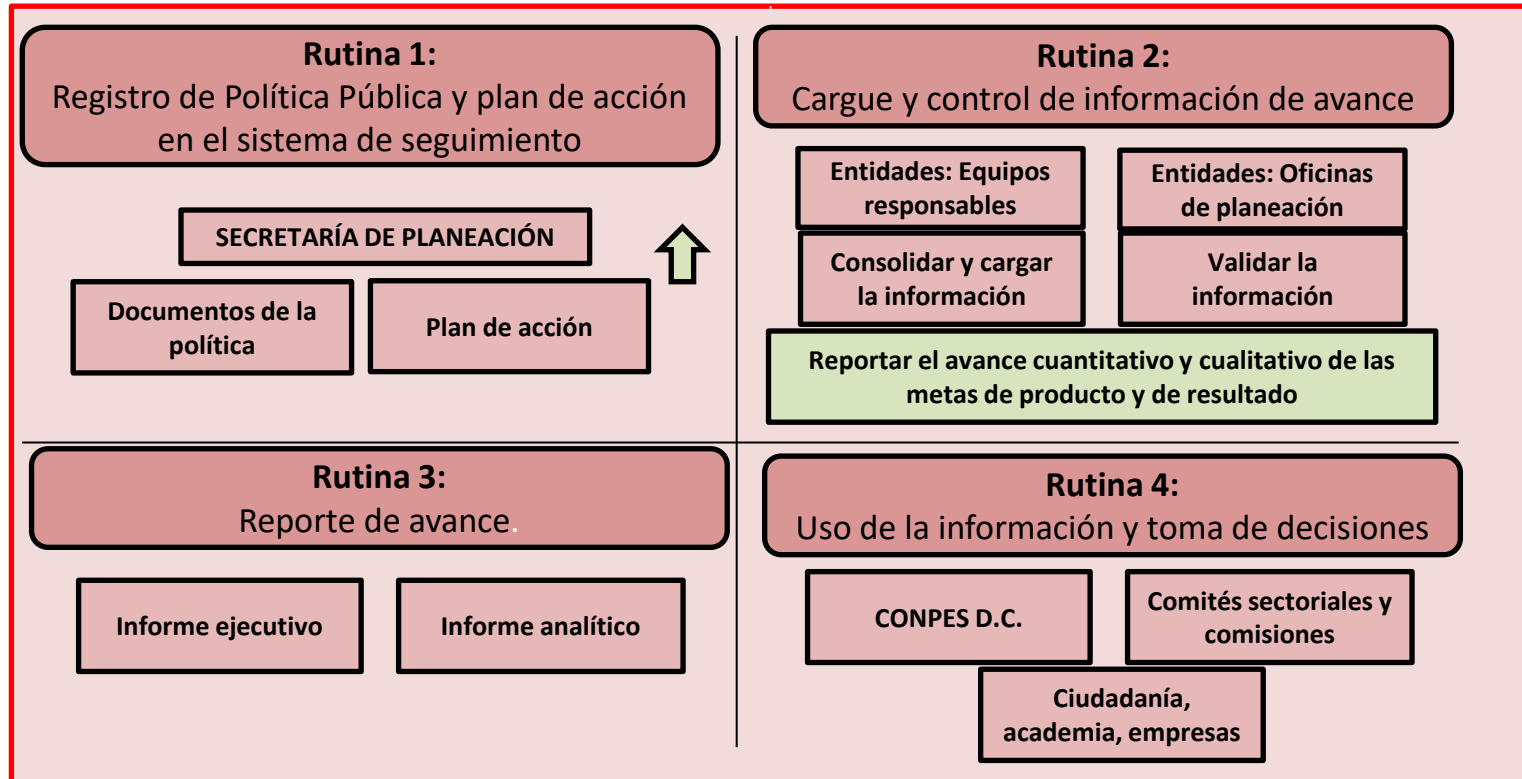 Rutina 1:
Registro de Política Pública y plan de acción
en el sistema de seguimiento
SECRETARÍA DE PLANEACIÓN
Documentos de la
política
Plan de acción
Rutina 2:
Cargue y control de información de avance
Entidades: Equipos
responsables
Entidades: Oficinas
de planeación
Consolidar y cargar
la información
Validar la
información
Reportar el avance cuantitativo y cualitativo de las
metas de producto y de resultado
Rutina 3:
Reporte de avance.
Informe ejecutivo
Informe analítico
Rutina 4:
Uso de la información y toma de decisiones
CONPES D.C.
Comités sectoriales y
comisiones
Ciudadanía,
academia, empresas